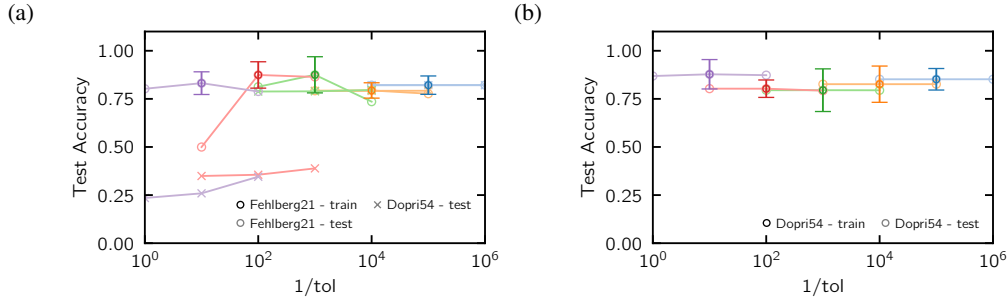 (a)
(b)
Test Accuracy
1.00
0.75
0.50
0.25
0.00
Fehlberg21 - train
Dopri54 - test
Fehlberg21 - test
10^0
10^2
10^4
10^6
1/tol
Test Accuracy
1.00
0.75
0.50
0.25
0.00
Dopri54 - train
Dopri54 - test
10^0
10^2
10^4
10^6
1/tol